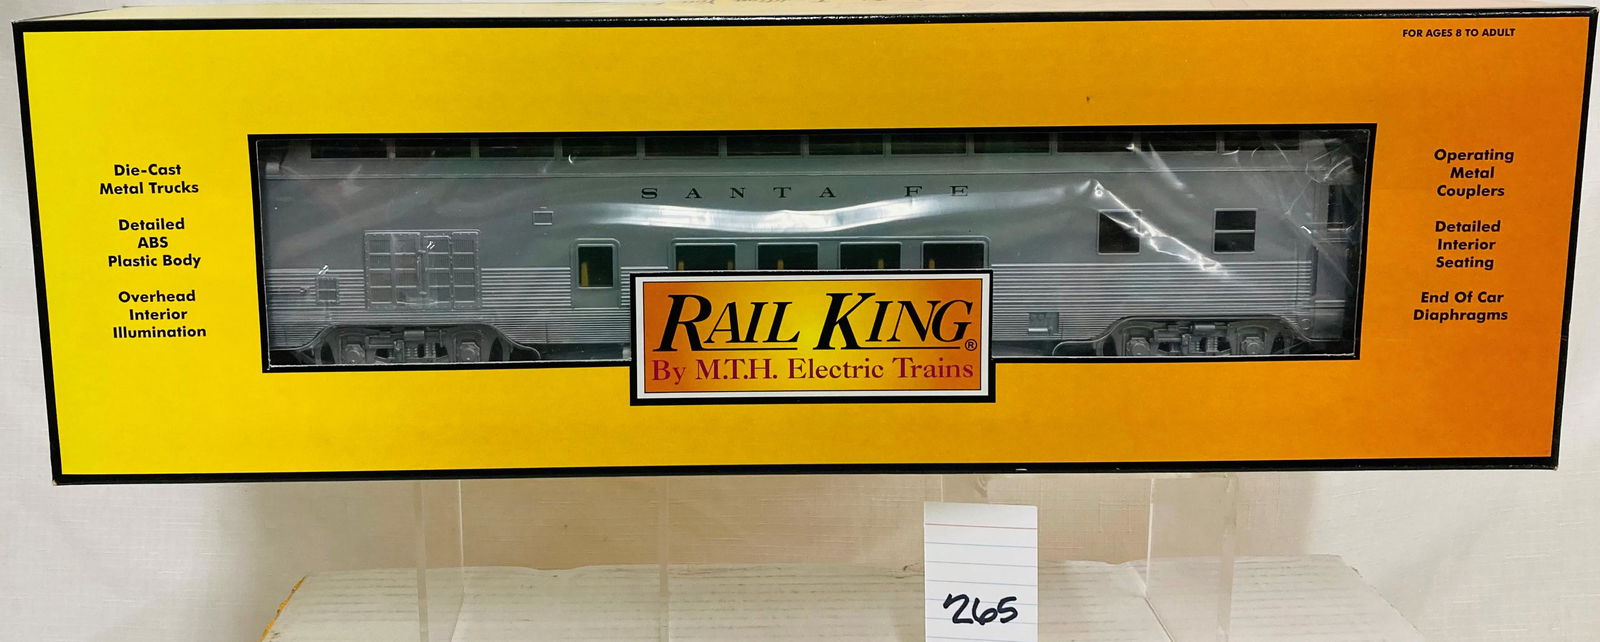 FOR AGES 8 TO ADULT
Die-Cast
Metal Trucks
Detailed
ABS
Plastic Body
Overhead
Interior
Illumination
SANTA FE
RAIL KING®
By M.T.H. Electric Trains
Operating
Metal
Couplers
Detailed
Interior
Seating
End Of Car
Diaphragms
265